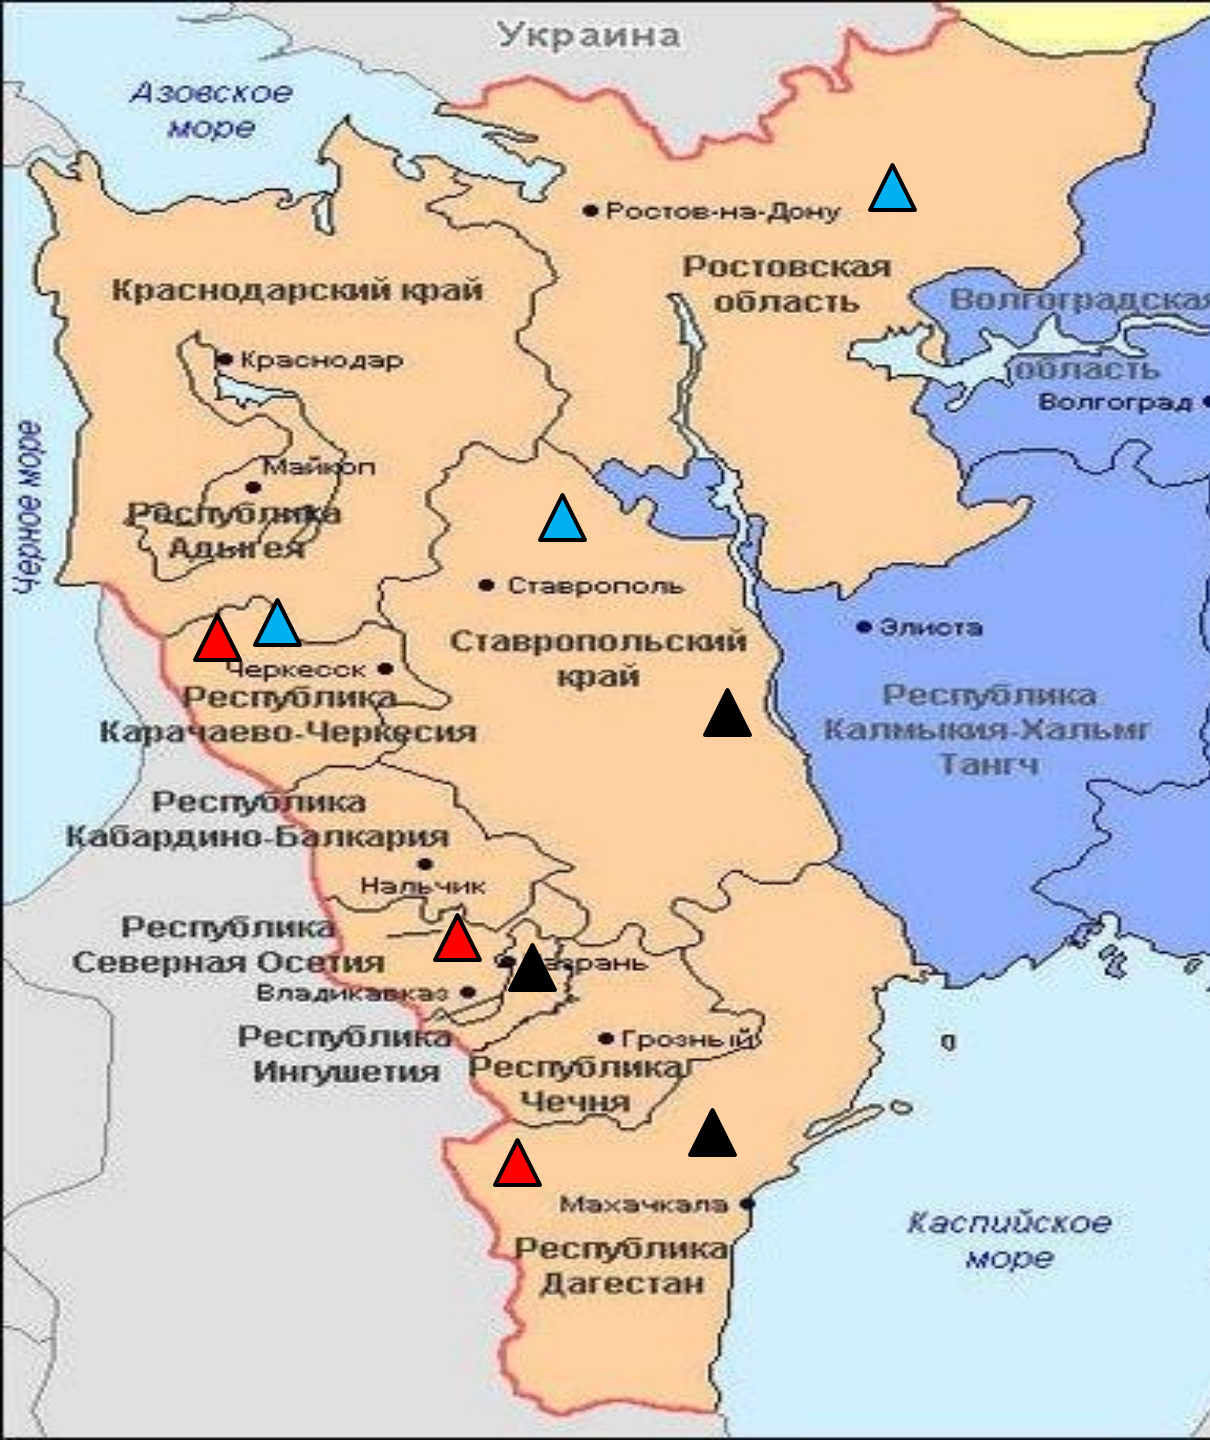 Украина
Азовское
море
Ростов-на-Дону
Ростовская
область
Краснодарский край
Волгоградская
область
Краснодар
Волгоград
Черное море
Майкоп
Республика
Адыгея
Ставрополь
Ставропольский
край
Элиста
Черкесск
Республика
Карачаево-Черкесия
Республика
Калмыкия-Хальмг
Тангч
Республика
Кабардино-Балкария
Нальчик
Республика
Северная Осетия
Владикавказ
Республика
Ингушетия
Грозный
Республика
Чечня
Махачкала
Республика
Дагестан
Каспийское
море